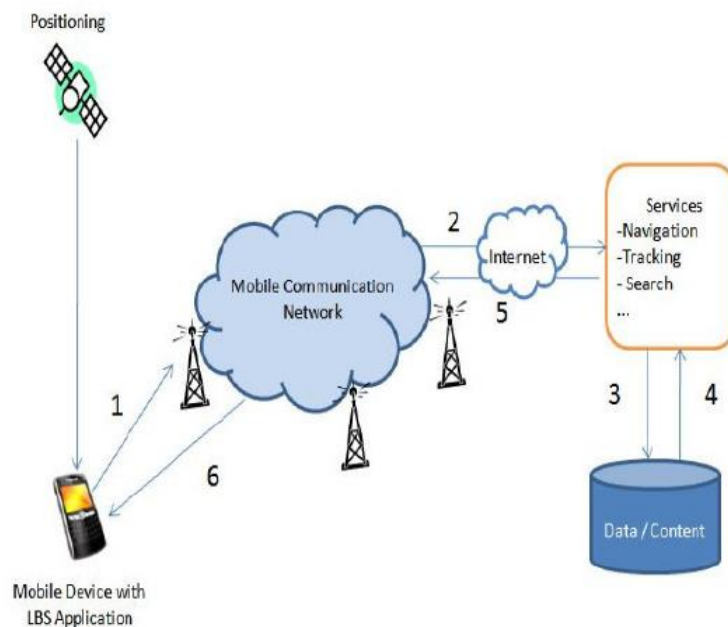 Positioning
Services
-Navigation
-Tracking
- Search
...
2
Internet
5
Mobile Communication
Network
1
3
4
6
Data / Content
Mobile Device with
LBS Application